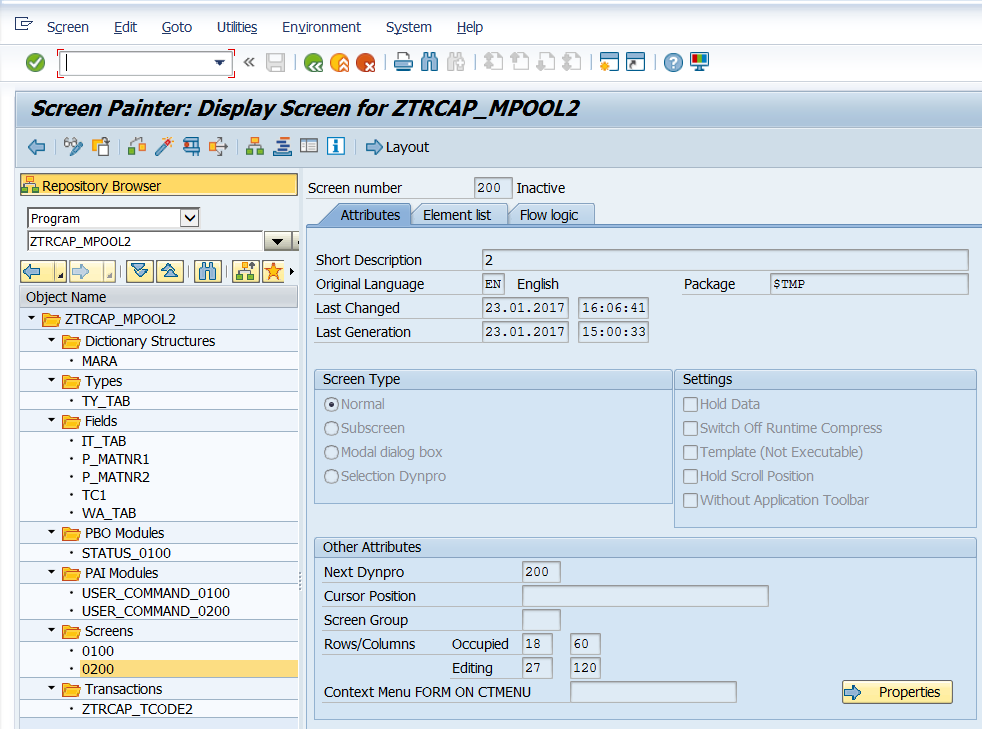 Screen Edit Goto Utilities Environment System Help
Screen Painter: Display Screen for ZTRCAP_MPOOL2
Layout
Repository Browser
Program
ZTRCAP_MPOOL2
Object Name
ZTRCAP_MPOOL2
Dictionary Structures
MARA
Types
TY_TAB
Fields
IT_TAB
P_MATNR1
P_MATNR2
TC1
WA_TAB
PBO Modules
STATUS_0100
PAI Modules
USER_COMMAND_0100
USER_COMMAND_0200
Screens
0100
0200
Transactions
ZTRCAP_TCODE2
Screen number 200 Inactive
Attributes Element list Flow logic
Short Description 2
Original Language EN English Package $TMP
Last Changed 23.01.2017 16:06:41
Last Generation 23.01.2017 15:00:33
Screen Type
Normal
Subscreen
Modal dialog box
Selection Dynpro
Settings
Hold Data
Switch Off Runtime Compress
Template (Not Executable)
Hold Scroll Position
Without Application Toolbar
Other Attributes
Next Dynpro 200
Cursor Position
Screen Group
Rows/Columns Occupied 18 60
Editing 27 120
Context Menu FORM ON CTMENU
Properties